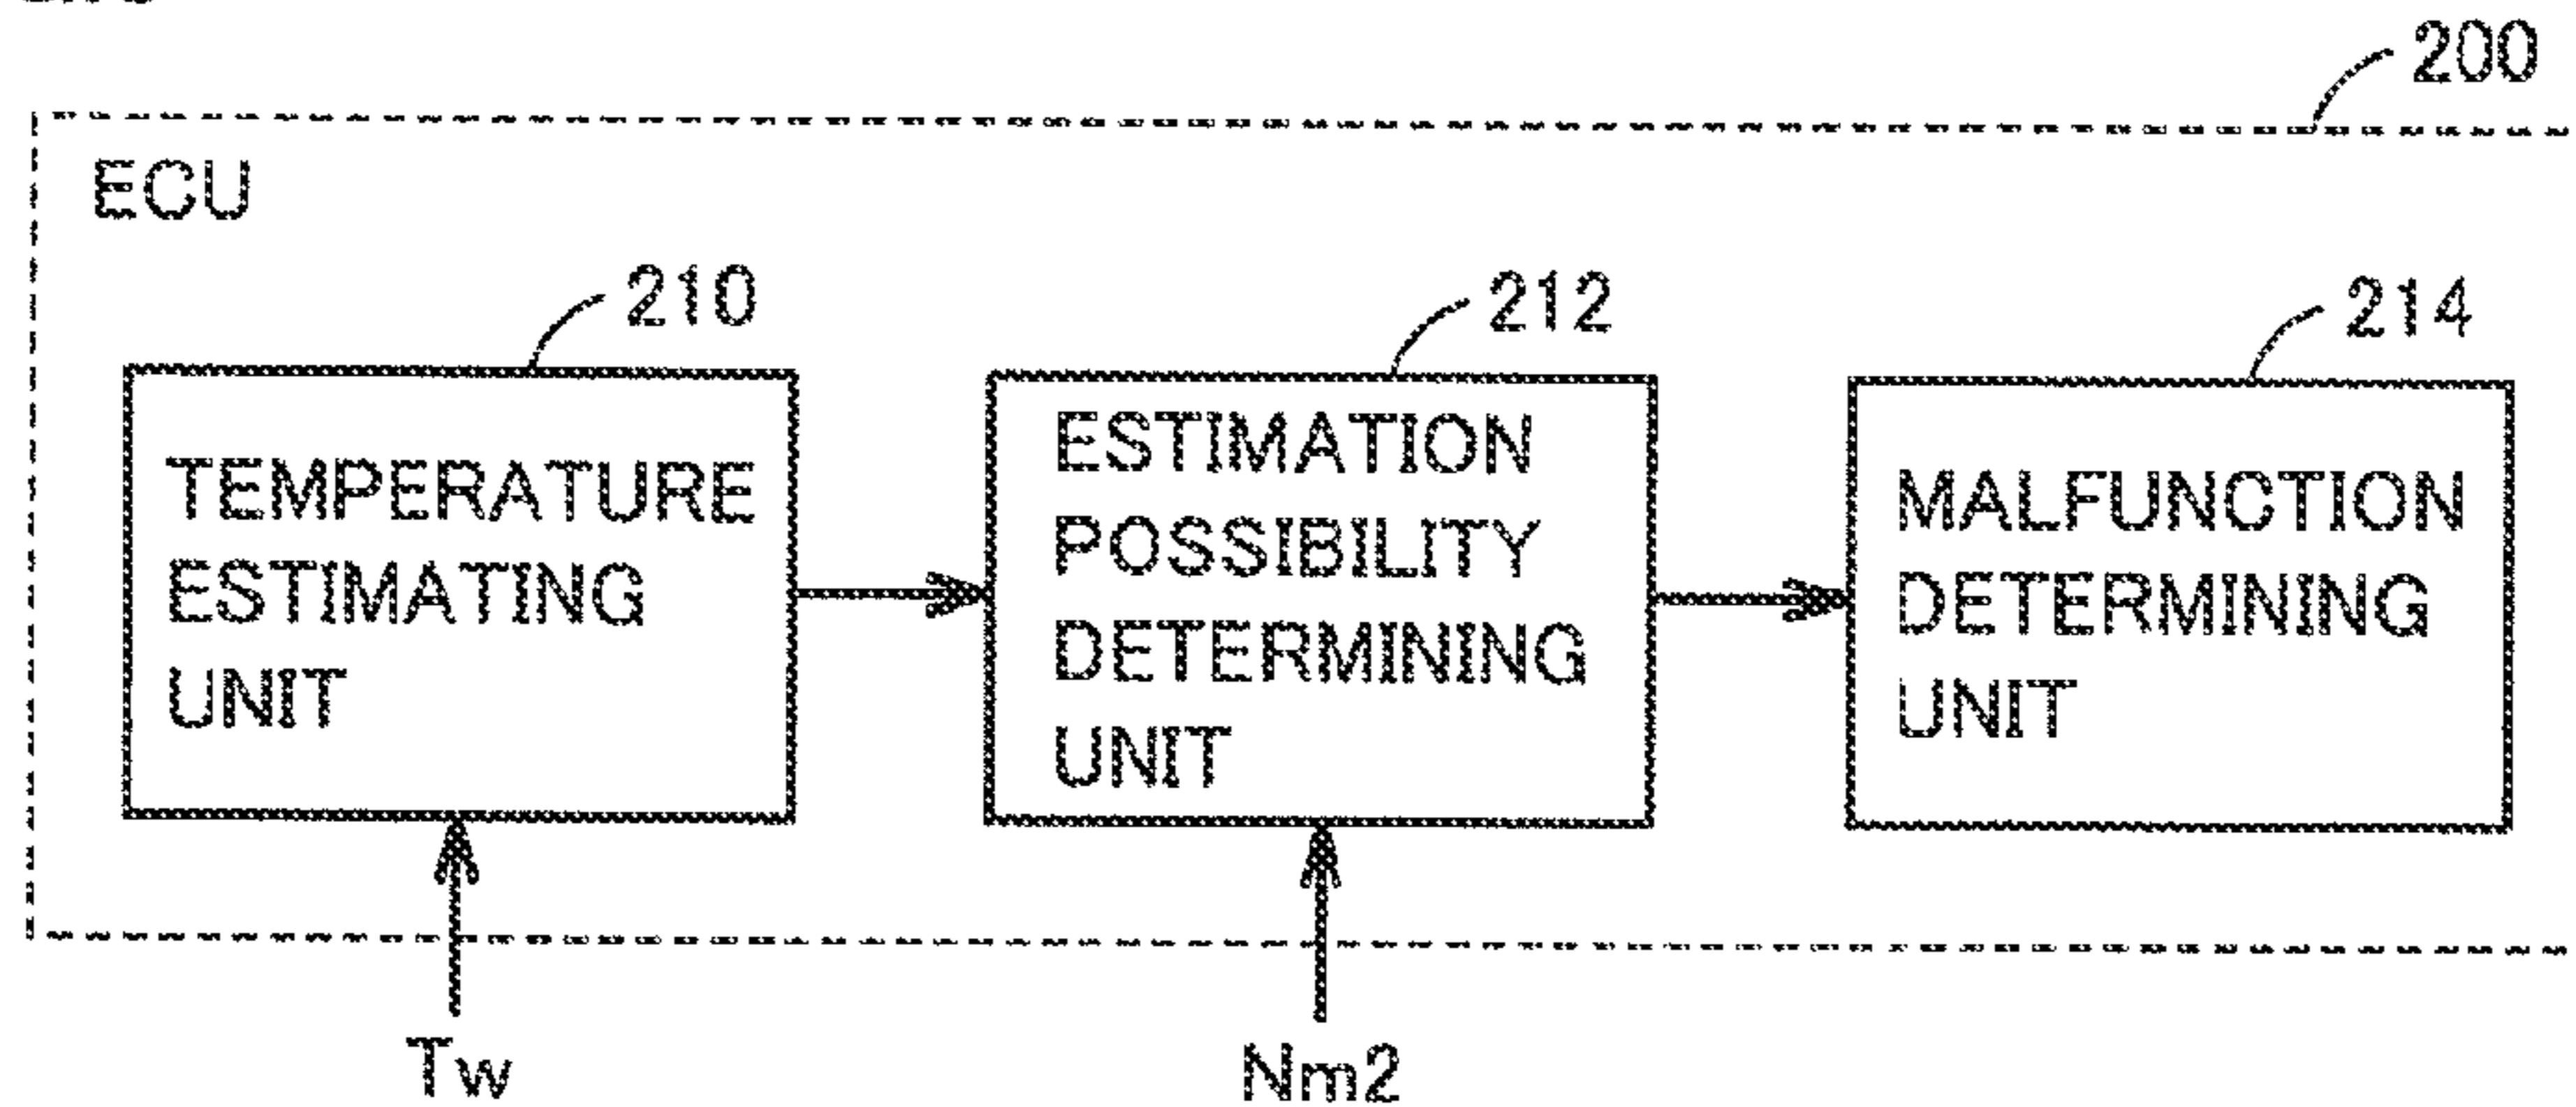 200
ECU
210
212
214
TEMPERATURE
ESTIMATING
UNIT
ESTIMATION
POSSIBILITY
DETERMINING
UNIT
MALFUNCTION
DETERMINING
UNIT
Tw
Nm2